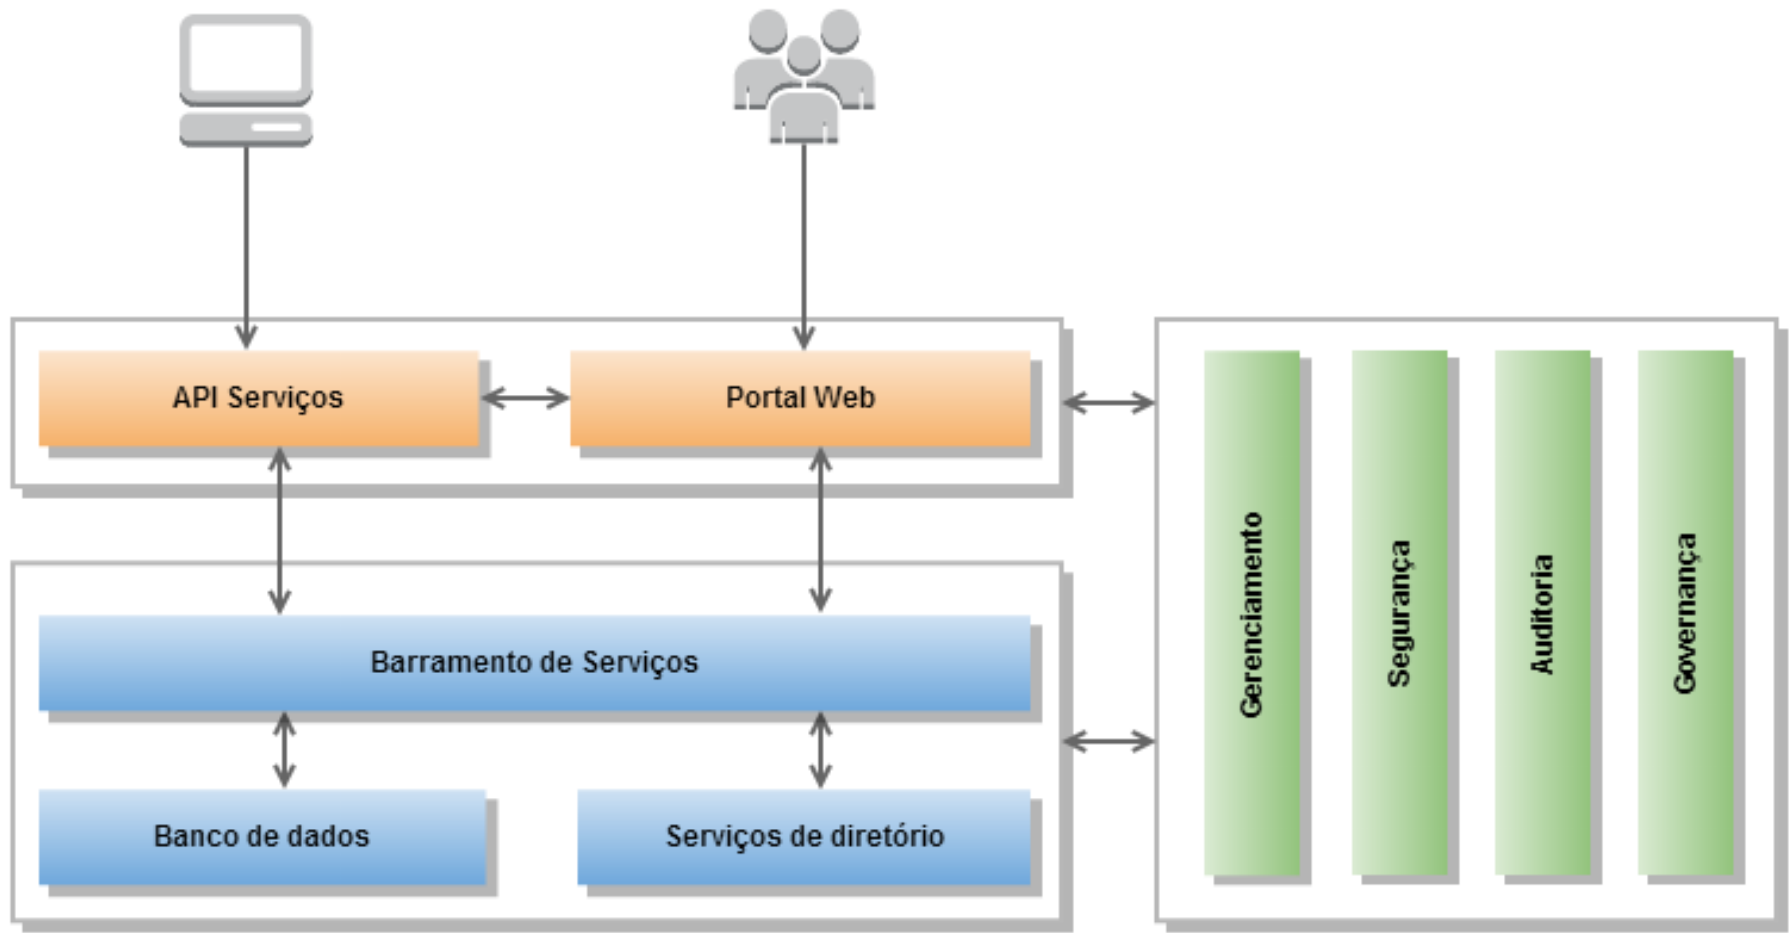 API Serviços
Portal Web
Barramento de Serviços
Banco de dados
Serviços de diretório
Gerenciamento
Segurança
Auditoria
Governança